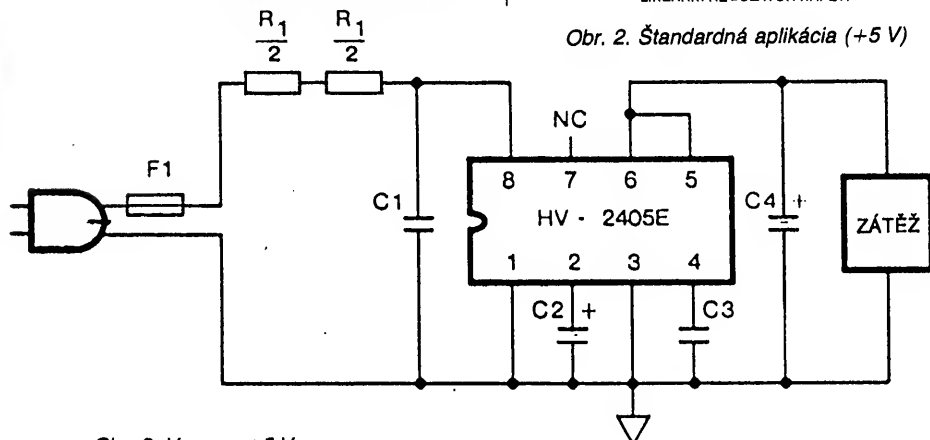 Obr. 2. Štandardná aplikácia (+5 V)
R1
2
R1
2
F1
C1
NC
8 7 6 5
HV - 2405E
1 2 3 4
C2 +
C3
C4 +
ZÁTĚŽ